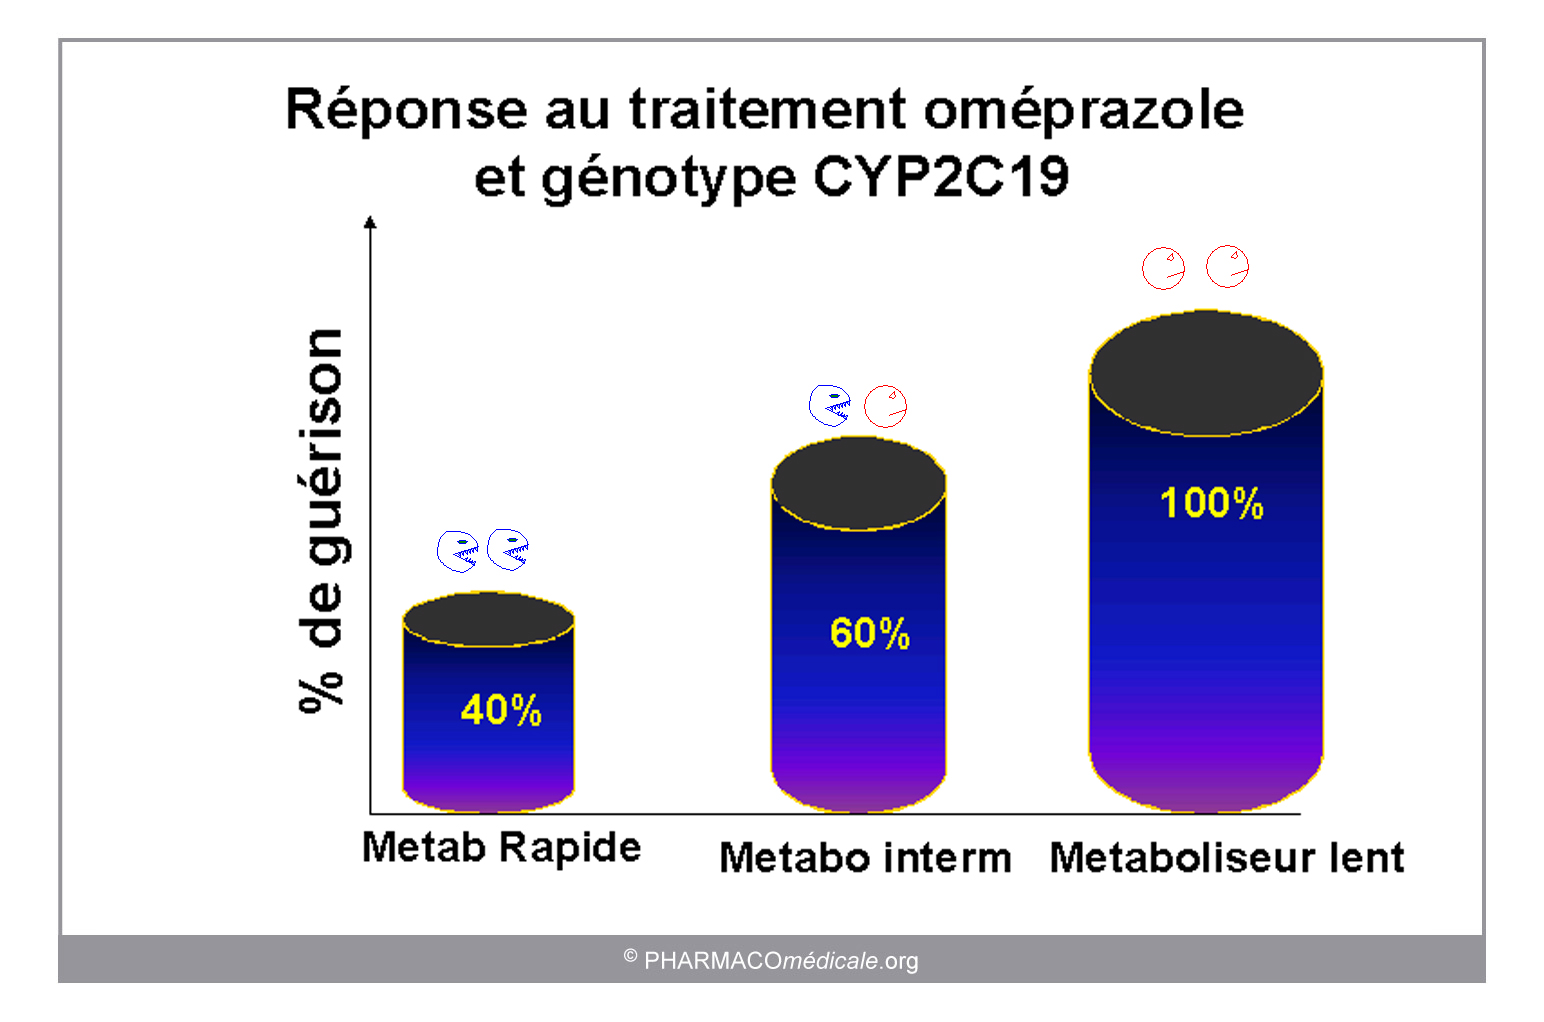 Réponse au traitement oméprazole
et génotype CYP2C19
% de guérison
40%
60%
100%
Metab Rapide
Metabo interm
Metaboliseur lent
© PHARMACOmédicale.org